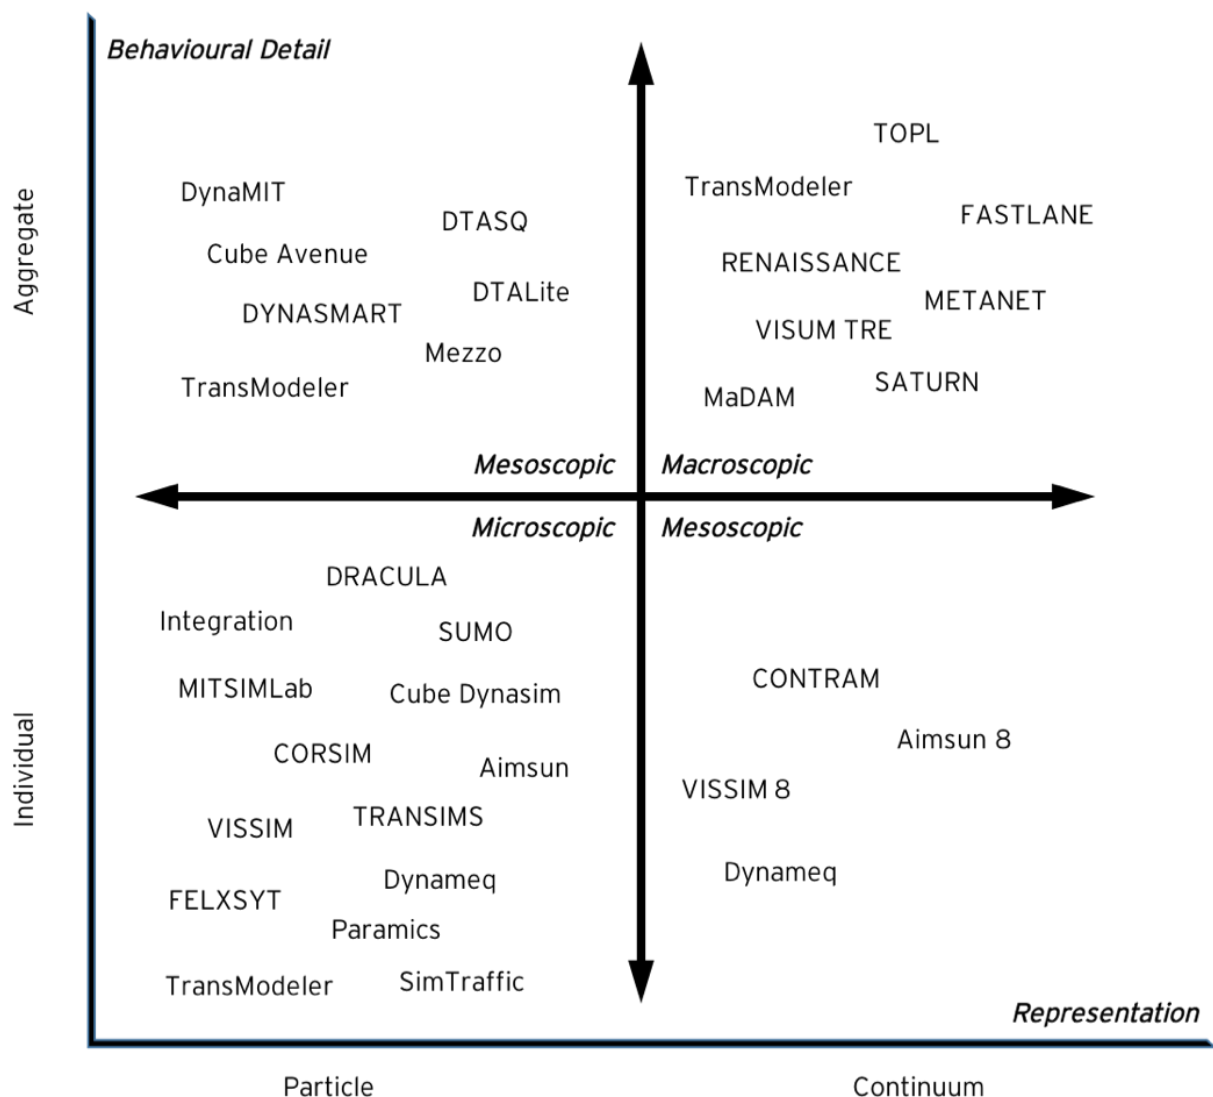 Behavioural Detail
Aggregate
Individual
DynaMIT
DTASQ
Cube Avenue
DTALite
DYNASMART
Mezzo
TransModeler
TOPL
TransModeler
FASTLANE
RENAISSANCE
METANET
VISUM TRE
SATURN
MaDAM
Mesoscopic
Macroscopic
Microscopic
Mesoscopic
DRACULA
Integration
SUMO
MITSIMLab
Cube Dynasim
CORSIM
Aimsun
TRANSIMS
VISSIM
Dynameq
FELXSYT
Paramics
SimTraffic
TransModeler
CONTRAM
Aimsun 8
VISSIM 8
Dynameq
Representation
Particle
Continuum